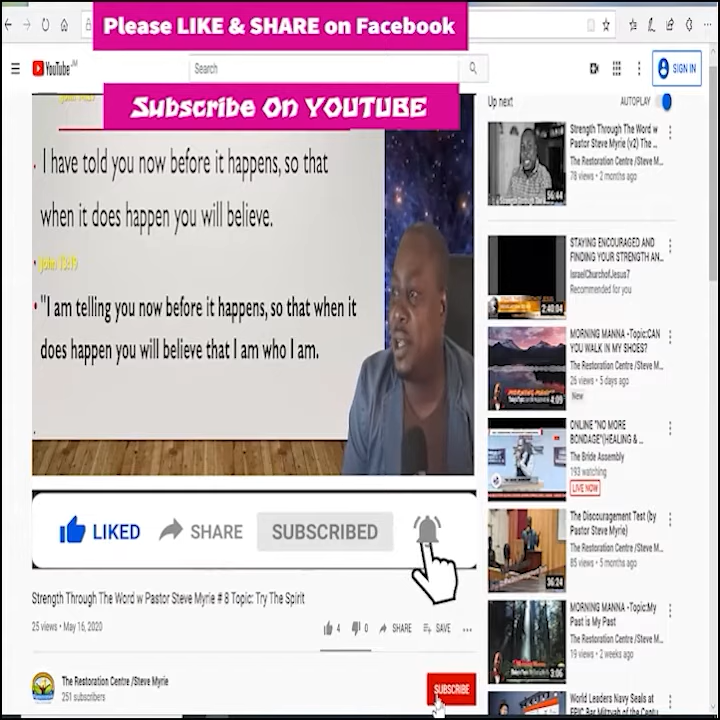 Please LIKE & SHARE on Facebook
YouTube JM
Search
SIGN IN
Subscribe On YOUTUBE
I have told you now before it happens, so that
when it does happen you will believe.
John 13:19
"I am telling you now before it happens, so that when it
does happen you will believe that I am who I am.
LIKED
SHARE
SUBSCRIBED
Strength Through The Word w Pastor Steve Myrie # 8 Topic: Try The Spirit
25 views • May 16, 2020
4
0
SHARE
SAVE
The Restoration Centre /Steve Myrie
251 subscribers
SUBSCRIBE
Up next
AUTOPLAY
Strength Through The Word w
Pastor Steve Myrie (v2) The ...
The Restoration Centre /Steve M...
78 views • 2 months ago
56:44
STAYING ENCOURAGED AND
FINDING YOUR STRENGTH AN...
IsraelChurchofJesus7
Recommended for you
2:40:04
MORNING MANNA -Topic:CAN
YOU WALK IN MY SHOES?
The Restoration Centre /Steve M...
26 views • 5 days ago
New
4:09
ONLINE "NO MORE
BONDAGE"(HEALING & ...
The Bride Assembly
193 watching
LIVE NOW
The Discouragement Test (by
Pastor Steve Myrie)
The Restoration Centre /Steve M...
85 views • 5 months ago
36:24
MORNING MANNA -Topic:My
Past is My Past
The Restoration Centre /Steve M...
19 views • 2 weeks ago
3:06
World Leaders Navy Seals at